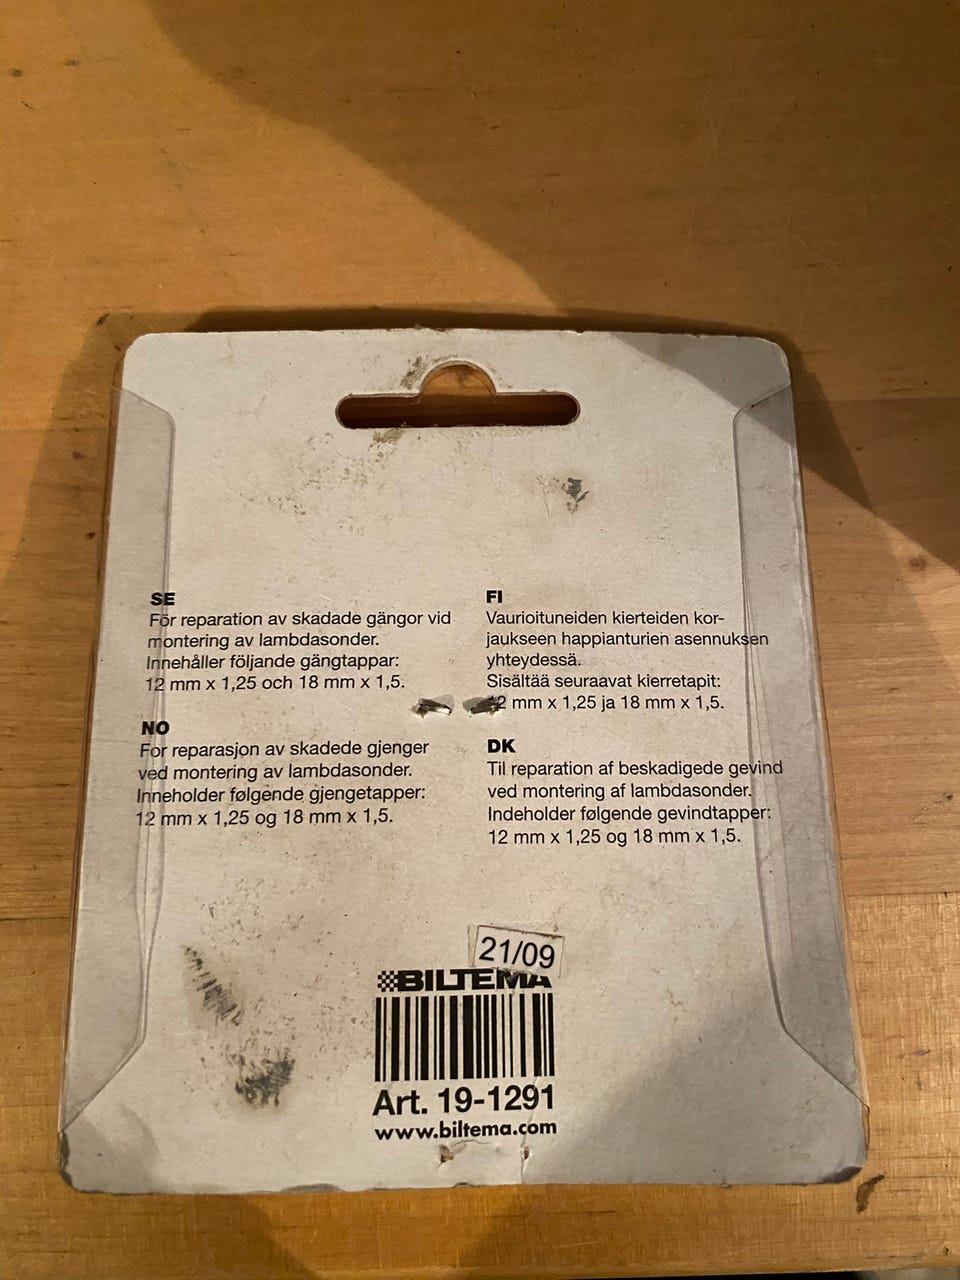 SE
För reparation av skadade gängor vid
montering av lambdasonder.
Innehåller följande gängtappar:
12 mm x 1,25 och 18 mm x 1,5.
NO
For reparasjon av skadede gjenger
ved montering av lambdasonder.
Inneholder følgende gjengetapper:
12 mm x 1,25 og 18 mm x 1,5.
FI
Vaurioituneiden kierteiden kor-
jaukseen happianturien asennuksen
yhteydessä.
Sisältää seuraavat kierretapit:
12 mm x 1,25 ja 18 mm x 1,5.
DK
Til reparation af beskadigede gevind
ved montering af lambdasonder.
Indeholder følgende gevindtapper:
12 mm x 1,25 og 18 mm x 1,5.
21/09
BILTEMA
Art. 19-1291
www.biltema.com